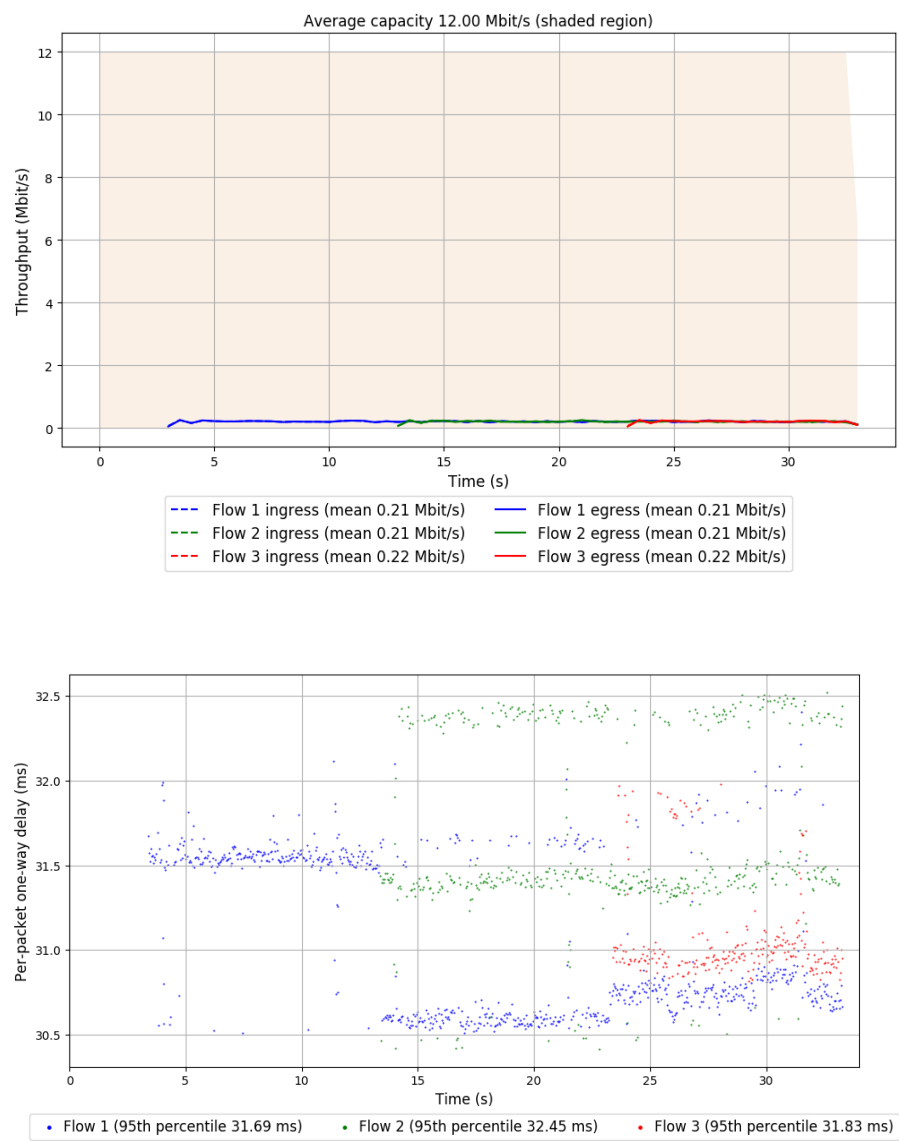 Average capacity 12.00 Mbit/s (shaded region)
12
10
8
6
4
2
0
Throughput (Mbit/s)
0 5 10 15 20 25 30
Time (s)
Flow 1 ingress (mean 0.21 Mbit/s) Flow 1 egress (mean 0.21 Mbit/s)
Flow 2 ingress (mean 0.21 Mbit/s) Flow 2 egress (mean 0.21 Mbit/s)
Flow 3 ingress (mean 0.22 Mbit/s) Flow 3 egress (mean 0.22 Mbit/s)
32.5
32.0
31.5
31.0
30.5
Per-packet one-way delay (ms)
0 5 10 15 20 25 30
Time (s)
Flow 1 (95th percentile 31.69 ms) Flow 2 (95th percentile 32.45 ms) Flow 3 (95th percentile 31.83 ms)